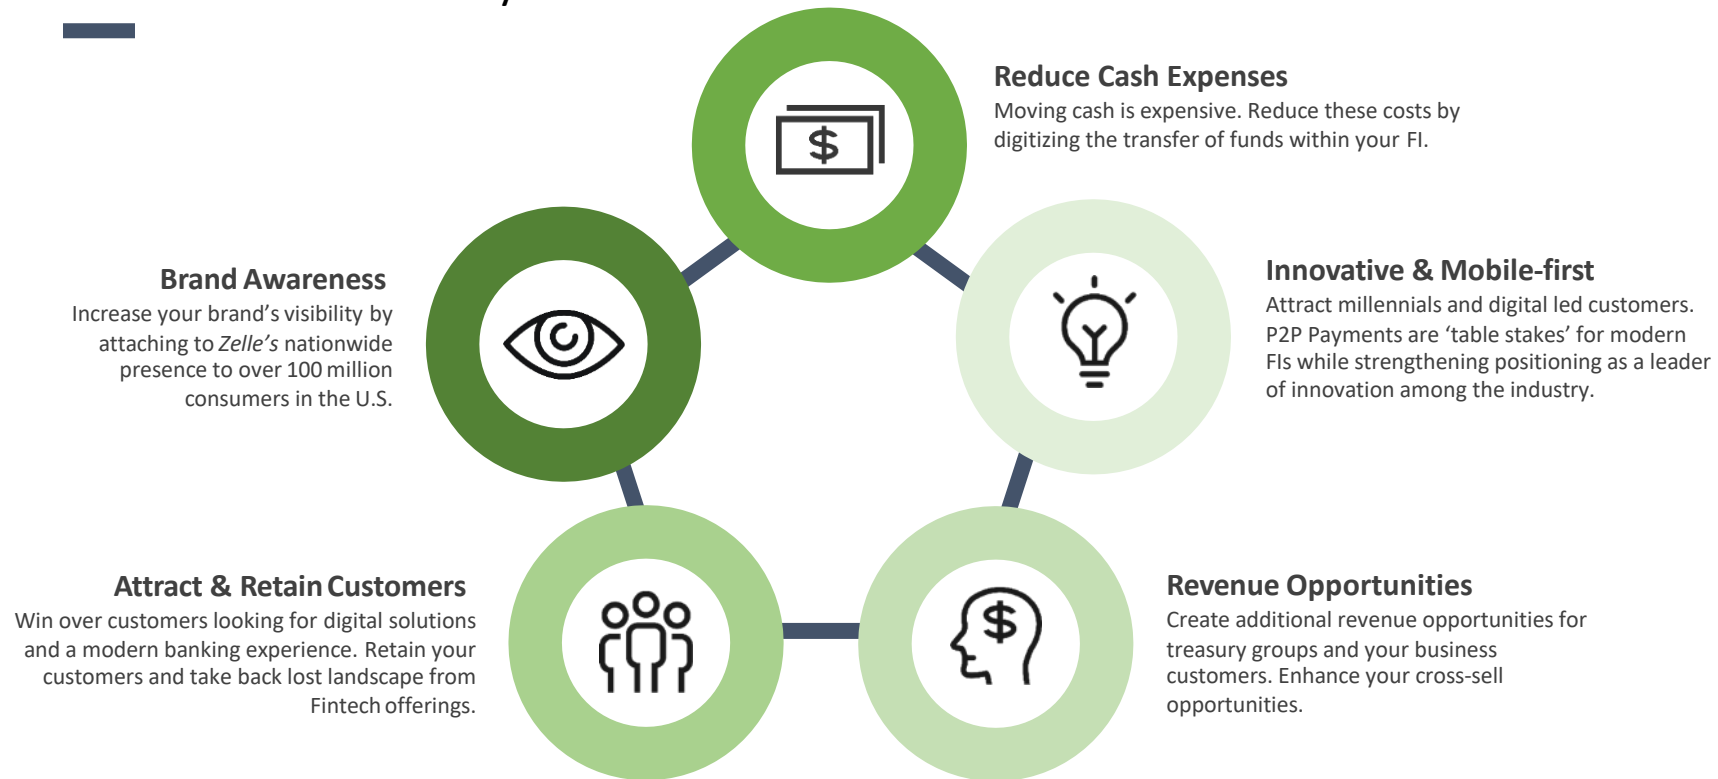 Reduce Cash Expenses
Moving cash is expensive. Reduce these costs by
digitizing the transfer of funds within your FI.
Brand Awareness
Increase your brand’s visibility by
attaching to Zelle’s nationwide
presence to over 100 million
consumers in the U.S.
Innovative & Mobile-first
Attract millennials and digital led customers.
P2P Payments are ‘table stakes’ for modern
FIs while strengthening positioning as a leader
of innovation among the industry.
Attract & Retain Customers
Win over customers looking for digital solutions
and a modern banking experience. Retain your
customers and take back lost landscape from
Fintech offerings.
Revenue Opportunities
Create additional revenue opportunities for
treasury groups and your business
customers. Enhance your cross-sell
opportunities.
$
$